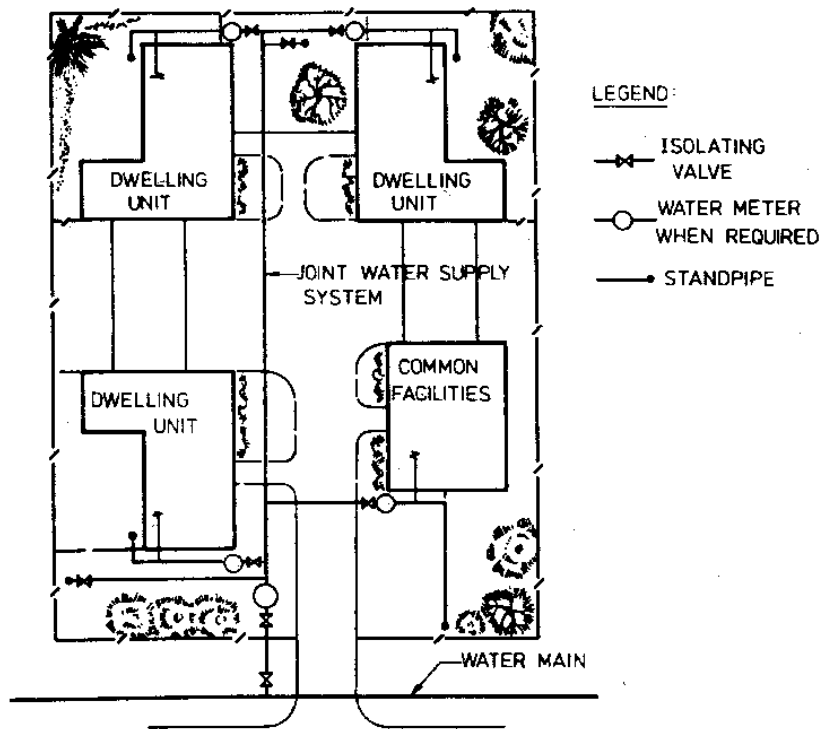 DWELLING
UNIT
DWELLING
UNIT
JOINT WATER SUPPLY
SYSTEM
DWELLING
UNIT
COMMON
FACILITIES
WATER MAIN
LEGEND:
ISOLATING
VALVE
WATER METER
WHEN REQUIRED
STANDPIPE